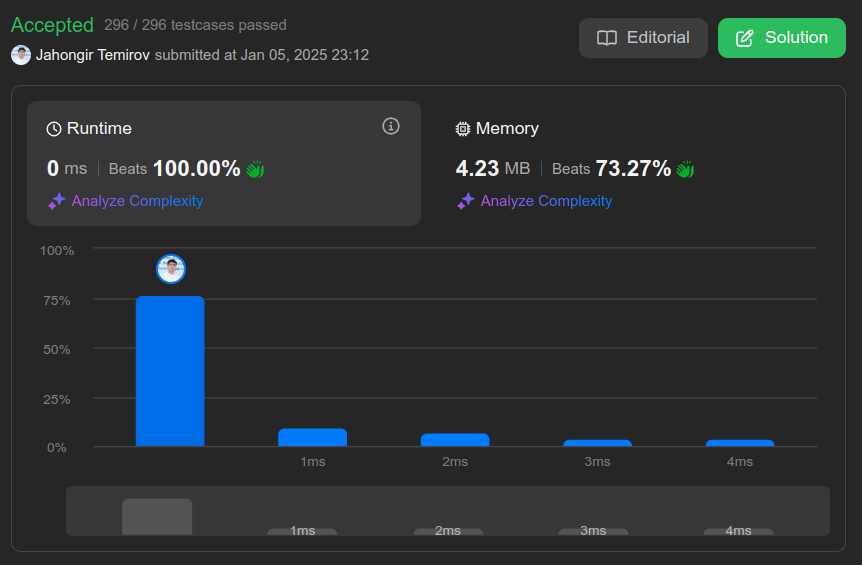 Accepted 296 / 296 testcases passed
Jahongir Temirov submitted at Jan 05, 2025 23:12
Editorial
Solution
Runtime
0 ms Beats 100.00%
Analyze Complexity
Memory
4.23 MB Beats 73.27%
Analyze Complexity
100%
75%
50%
25%
0%
1ms 2ms 3ms 4ms
1ms 2ms 3ms 4ms